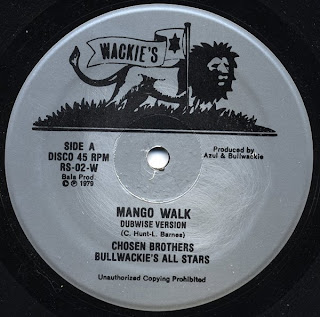 WACKIE'S
SIDE A
DISCO 45 RPM
RS-02-W
Bals Prod.
© ℗ 1979
Produced by
Azul & Bullwackie
MANGO WALK
DUBWISE VERSION
(C. Hunt-L. Barnes)
CHOSEN BROTHERS
BULLWACKIE'S ALL STARS
Unauthorized Copying Prohibited